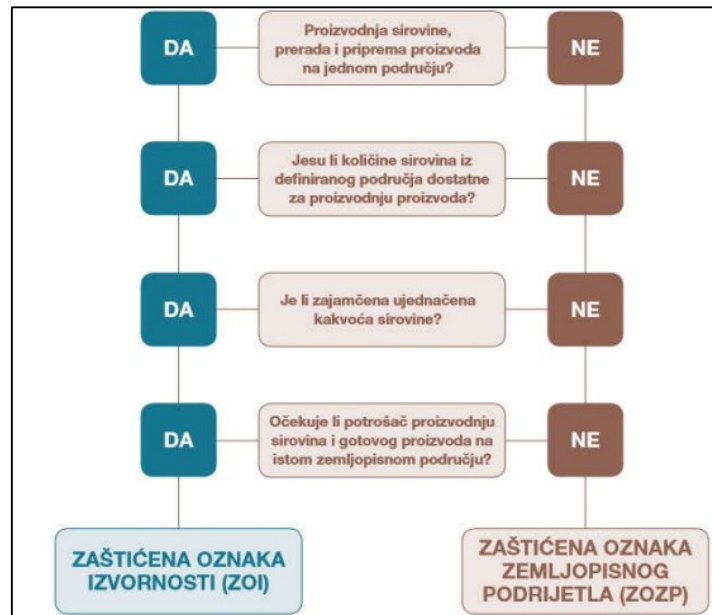 DA
Proizvodnja sirovine,
prerada i priprema proizvoda
na jednom području?
NE
DA
Jesu li količine sirovina iz
definiranog područja dostatne
za proizvodnju proizvoda?
NE
DA
Je li zajamčena ujednačena
kakvoća sirovine?
NE
DA
Očekuje li potrošač proizvodnju
sirovina i gotovog proizvoda na
istom zemljopisnom području?
NE
ZAŠTIĆENA OZNAKA
IZVORNOSTI (ZOI)
ZAŠTIĆENA OZNAKA
ZEMLJOPISNOG
PODRIJETLA (ZOZP)